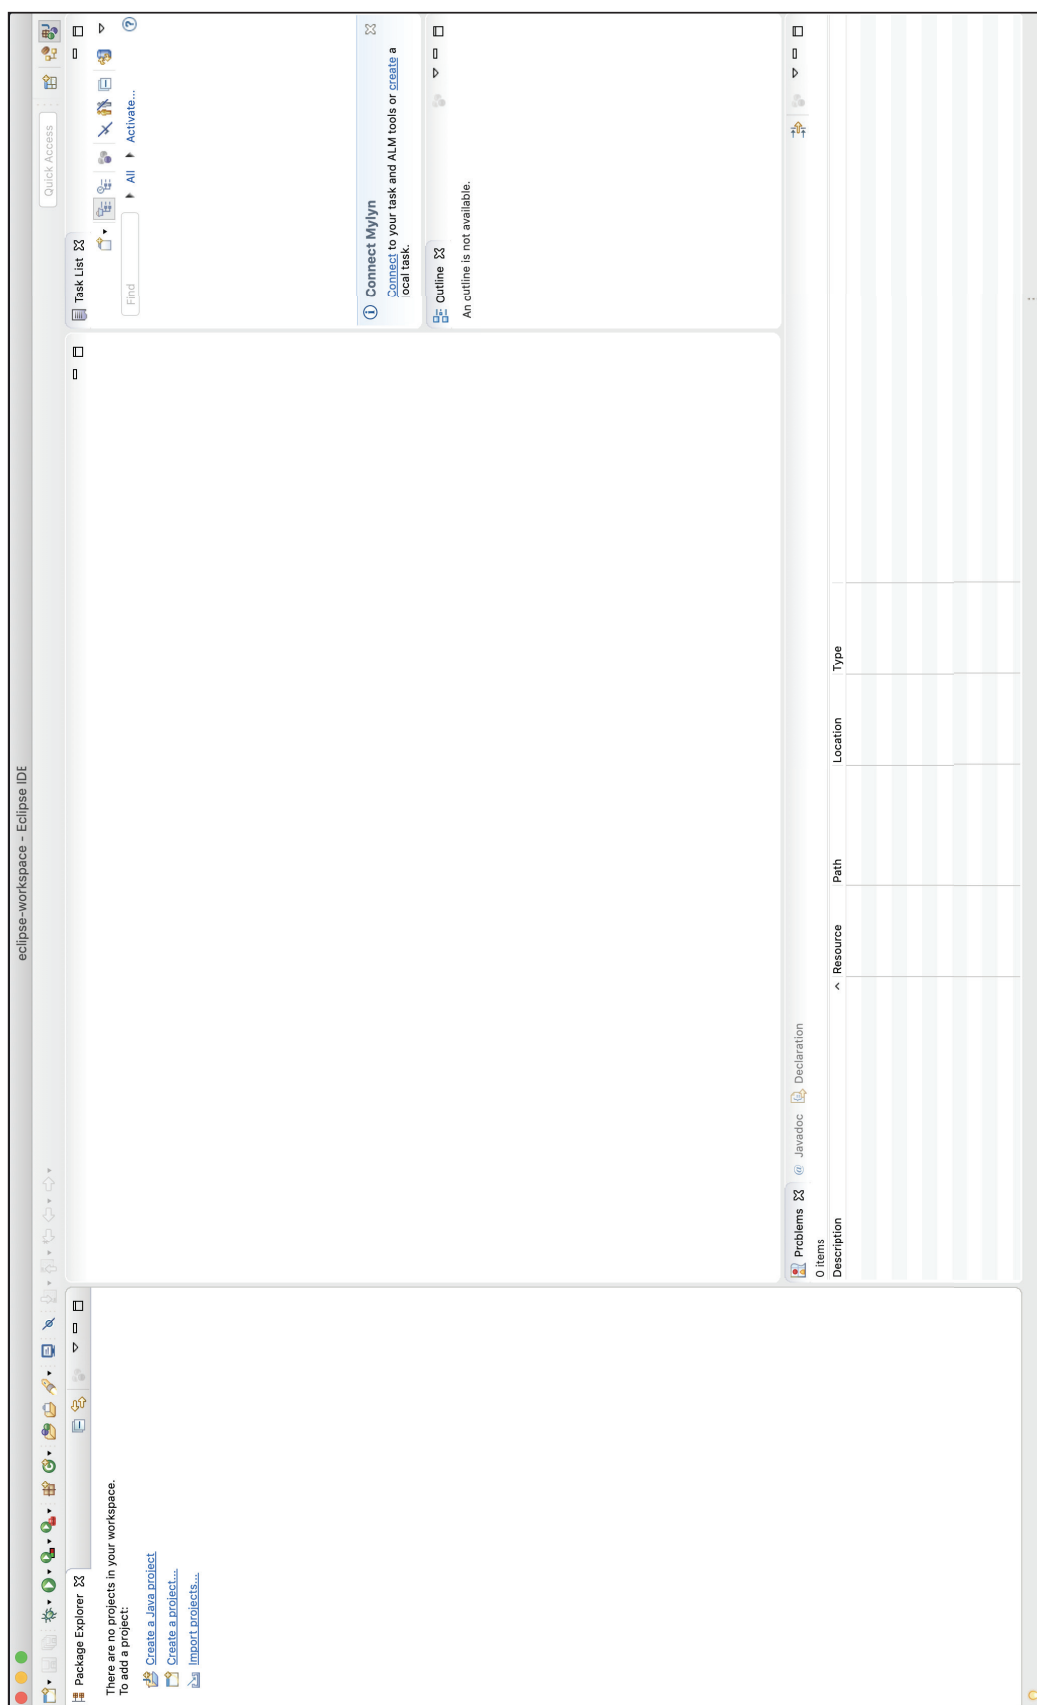 eclipse-workspace - Eclipse IDE
Quick Access
Package Explorer
There are no projects in your workspace.
To add a project:
Create a Java project
Create a project...
Import projects...
Task List
Find
All
Activate...
Connect Mylyn
Connect to your task and ALM tools or create a
ocal task.
Outline
An outline is not available.
Problems
@ Javadoc
Declaration
0 items
Description
Resource
Path
Location
Type